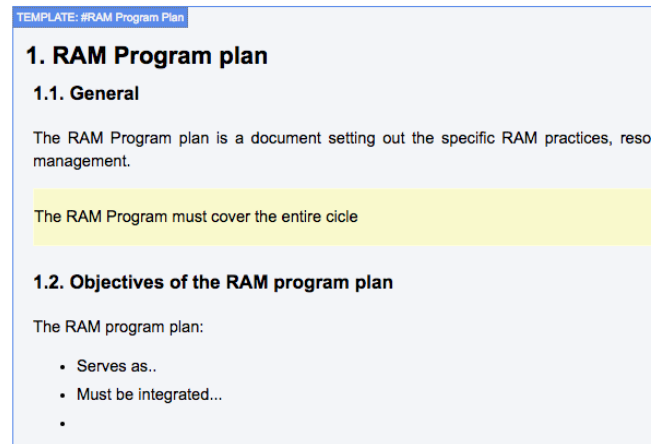 TEMPLATE: #RAM Program Plan
1. RAM Program plan
1.1. General
The RAM Program plan is a document setting out the specific RAM practices, reso
management.
The RAM Program must cover the entire cicle
1.2. Objectives of the RAM program plan
The RAM program plan:
• Serves as..
• Must be integrated...
•